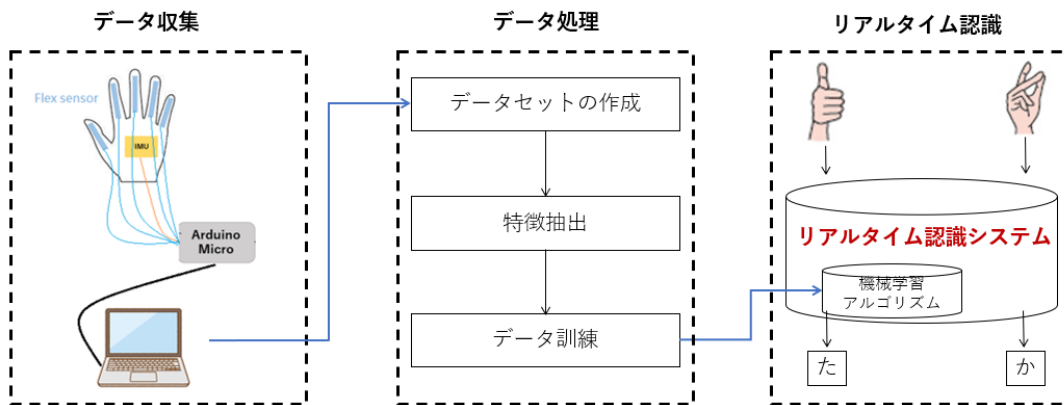 データ収集
データ処理
リアルタイム認識
Flex sensor
IMU
Arduino
Micro
データセットの作成
特徴抽出
データ訓練
リアルタイム認識システム
機械学習
アルゴリズム
た
か